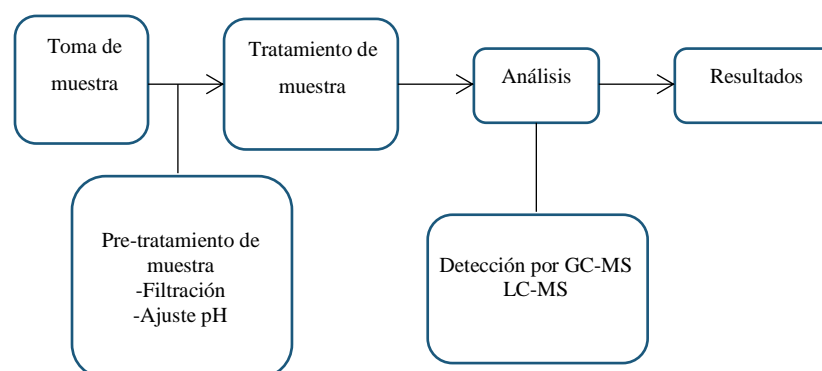 Toma de
muestra
Tratamiento de
muestra
Análisis
Resultados
Pre-tratamiento de
muestra
-Filtración
-Ajuste pH
Detección por GC-MS
LC-MS